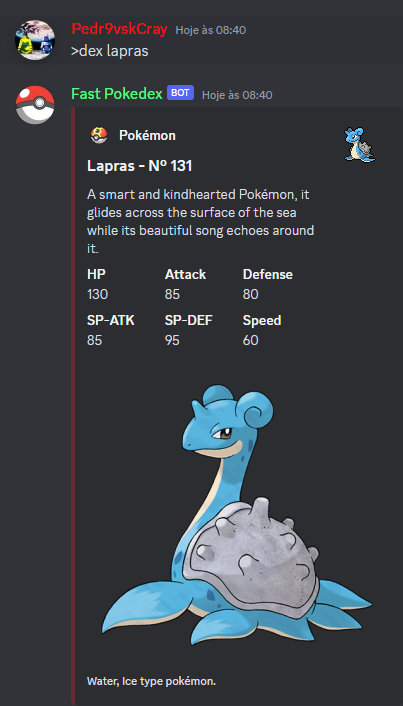 Pedr9vskCray Hoje às 08:40
>dex lapras
Fast Pokedex BOT Hoje às 08:40
Pokémon
Lapras - Nº 131
A smart and kindhearted Pokémon, it
glides across the surface of the sea
while its beautiful song echoes around
it.
HP Attack Defense
130 85 80
SP-ATK SP-DEF Speed
85 95 60
Water, Ice type pokémon.